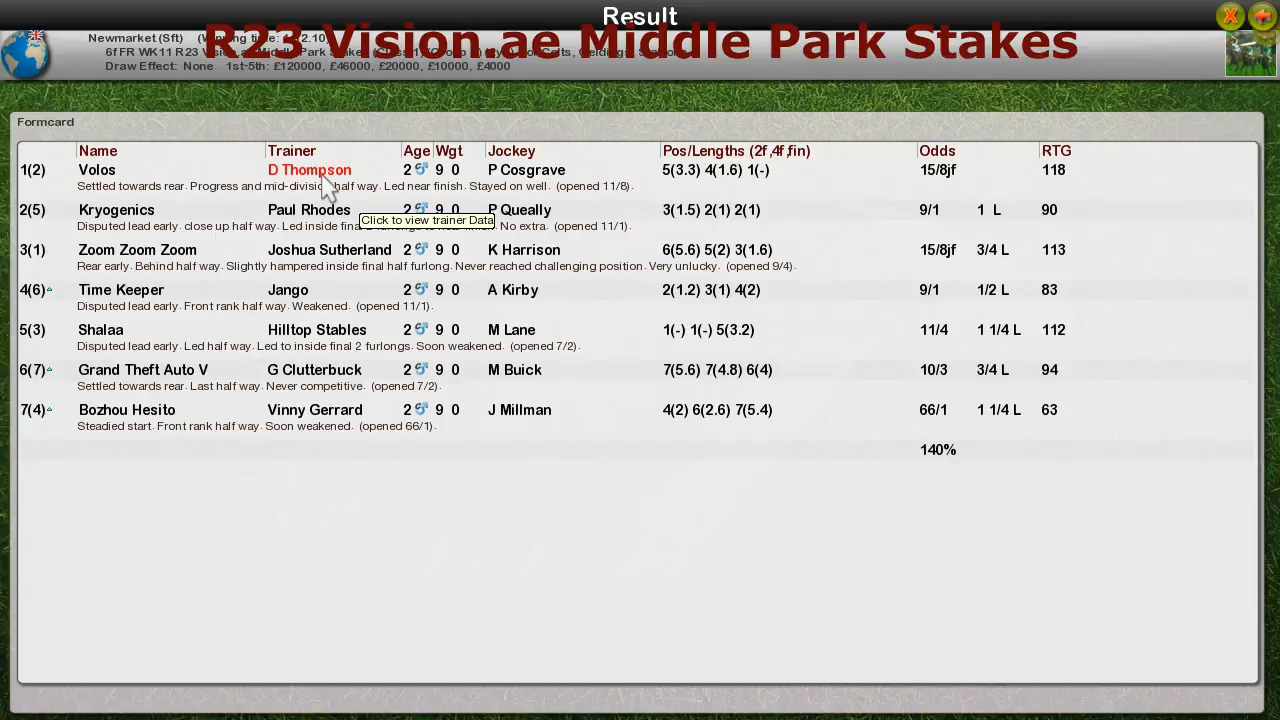 Result
R23 Vision ae Middle Park Stakes
Newmarket (Sft)
Draw Effect: None 1st-5th: £120000, £46000, £20000, £10000, £4000
Formcard
Name Trainer Age Wgt Jockey Pos/Lengths (2f,4f,fin) Odds RTG
1(2) Volos D Thompson 2 9 0 P Cosgrave 5(3.3) 4(1.6) 1(-) 15/8jf 118
Settled towards rear. Progress and mid-division half way. Led near finish. Stayed on well. (opened 11/8).
2(5) Kryogenics Paul Rhodes 2 9 0 P Queally 3(1.5) 2(1) 2(1) 9/1 1 L 90
Click to view trainer Data
Disputed lead early. close up half way. Led inside No extra. (opened 11/1).
3(1) Zoom Zoom Zoom Joshua Sutherland 2 9 0 K Harrison 6(5.6) 5(2) 3(1.6) 15/8jf 3/4 L 113
Rear early. Behind half way. Slightly hampered inside final half furlong. Never reached challenging position. Very unlucky. (opened 9/4).
4(6) Time Keeper Jango 2 9 0 A Kirby 2(1.2) 3(1) 4(2) 9/1 1/2 L 83
Disputed lead early. Front rank half way. Weakened. (opened 11/1).
5(3) Shalaa Hilltop Stables 2 9 0 M Lane 1(-) 1(-) 5(3.2) 11/4 1 1/4 L 112
Disputed lead early. Led half way. Led to inside final 2 furlongs. Soon weakened. (opened 7/2).
6(7) Grand Theft Auto V G Clutterbuck 2 9 0 M Buick 7(5.6) 7(4.8) 6(4) 10/3 3/4 L 94
Settled towards rear. Last half way. Never competitive. (opened 7/2).
7(4) Bozhou Hesito Vinny Gerrard 2 9 0 J Millman 4(2) 6(2.6) 7(5.4) 66/1 1 1/4 L 63
Steadied start. Front rank half way. Soon weakened. (opened 66/1).
140%